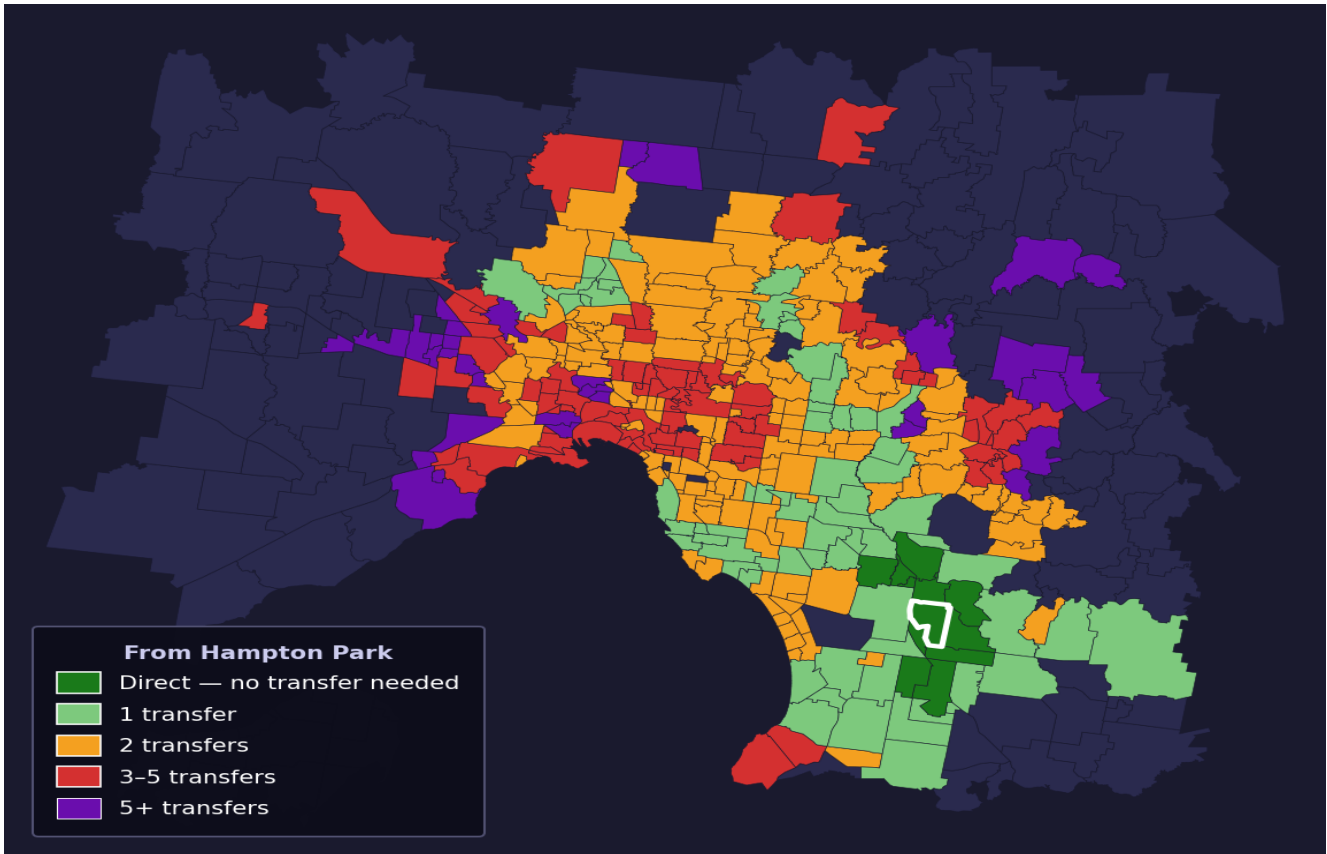 From Hampton Park
Direct — no transfer needed
1 transfer
2 transfers
3–5 transfers
5+ transfers